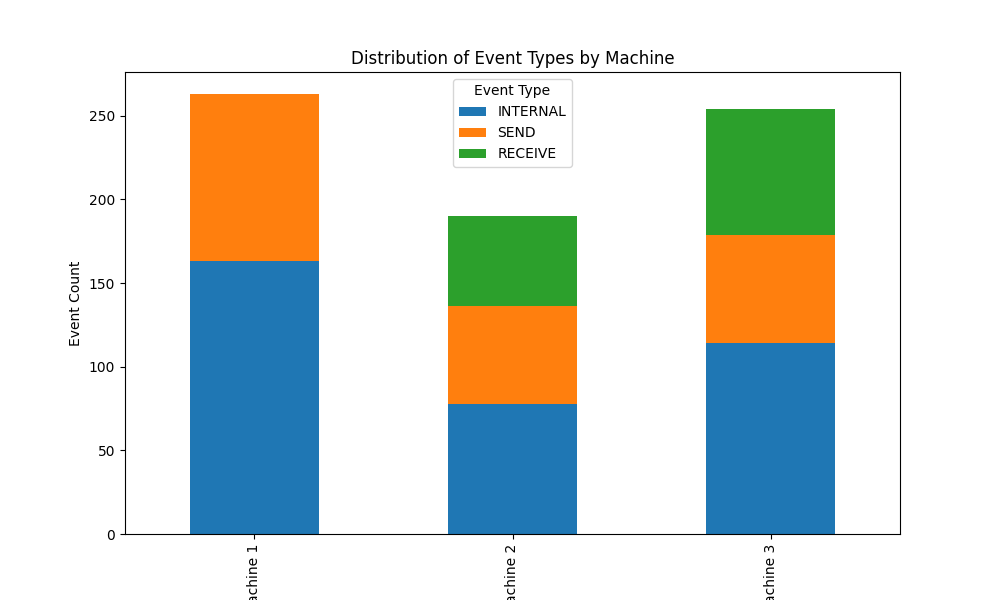 Distribution of Event Types by Machine
Event Type
INTERNAL
SEND
RECEIVE
Event Count
250
200
150
100
50
0
achine 1
achine 2
achine 3